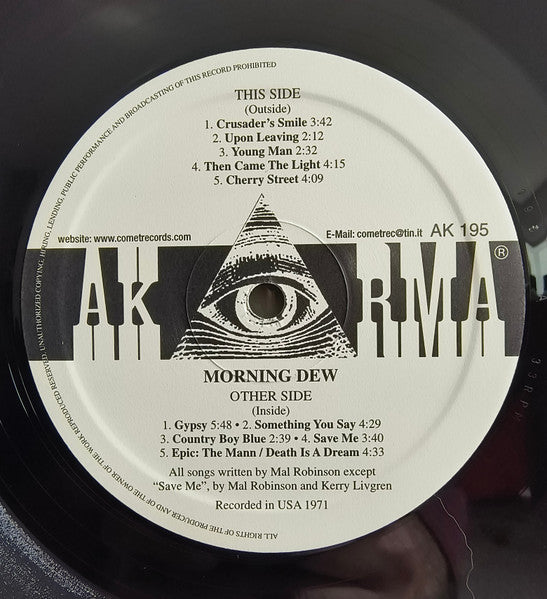 ALL RIGHTS OF THE PRODUCER AND OF THE OWNER OF THE WORK REPRODUCED RESERVED. UNAUTHORIZED COPYING, HIRING, LENDING, PUBLIC PERFORMANCE AND BROADCASTING OF THIS RECORD PROHIBITED
THIS SIDE
(Outside)
1. Crusader's Smile 3:42
2. Upon Leaving 2:12
3. Young Man 2:32
4. Then Came The Light 4:15
5. Cherry Street 4:09
website: www.cometrecords.com
E-Mail: cometrec@tin.it AK 195
AK RMA ®
MORNING DEW
OTHER SIDE
(Inside)
1. Gypsy 5:48 • 2. Something You Say 4:29
3. Country Boy Blue 2:39 • 4. Save Me 3:40
5. Epic: The Mann / Death Is A Dream 4:33
All songs written by Mal Robinson except
“Save Me”, by Mal Robinson and Kerry Livgren
Recorded in USA 1971
33RPM